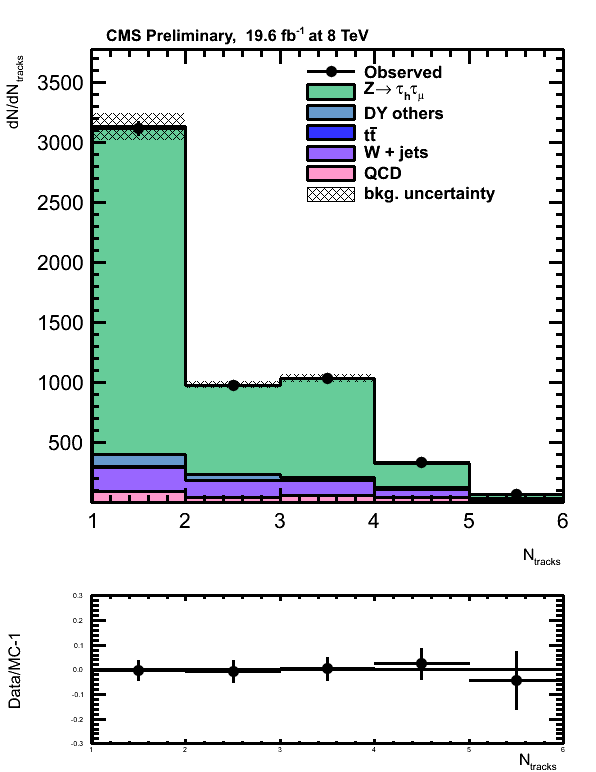 CMS Preliminary, 19.6 fb-1 at 8 TeV
dN/dNtracks
3500
3000
2500
2000
1500
1000
500
Observed
Z→ τhτμ
DY others
tt̅
W + jets
QCD
bkg. uncertainty
1 2 3 4 5 6
Ntracks
Data/MC-1
0.3
0.2
0.1
0.0
-0.1
-0.2
-0.3
1 2 3 4 5 6
Ntracks